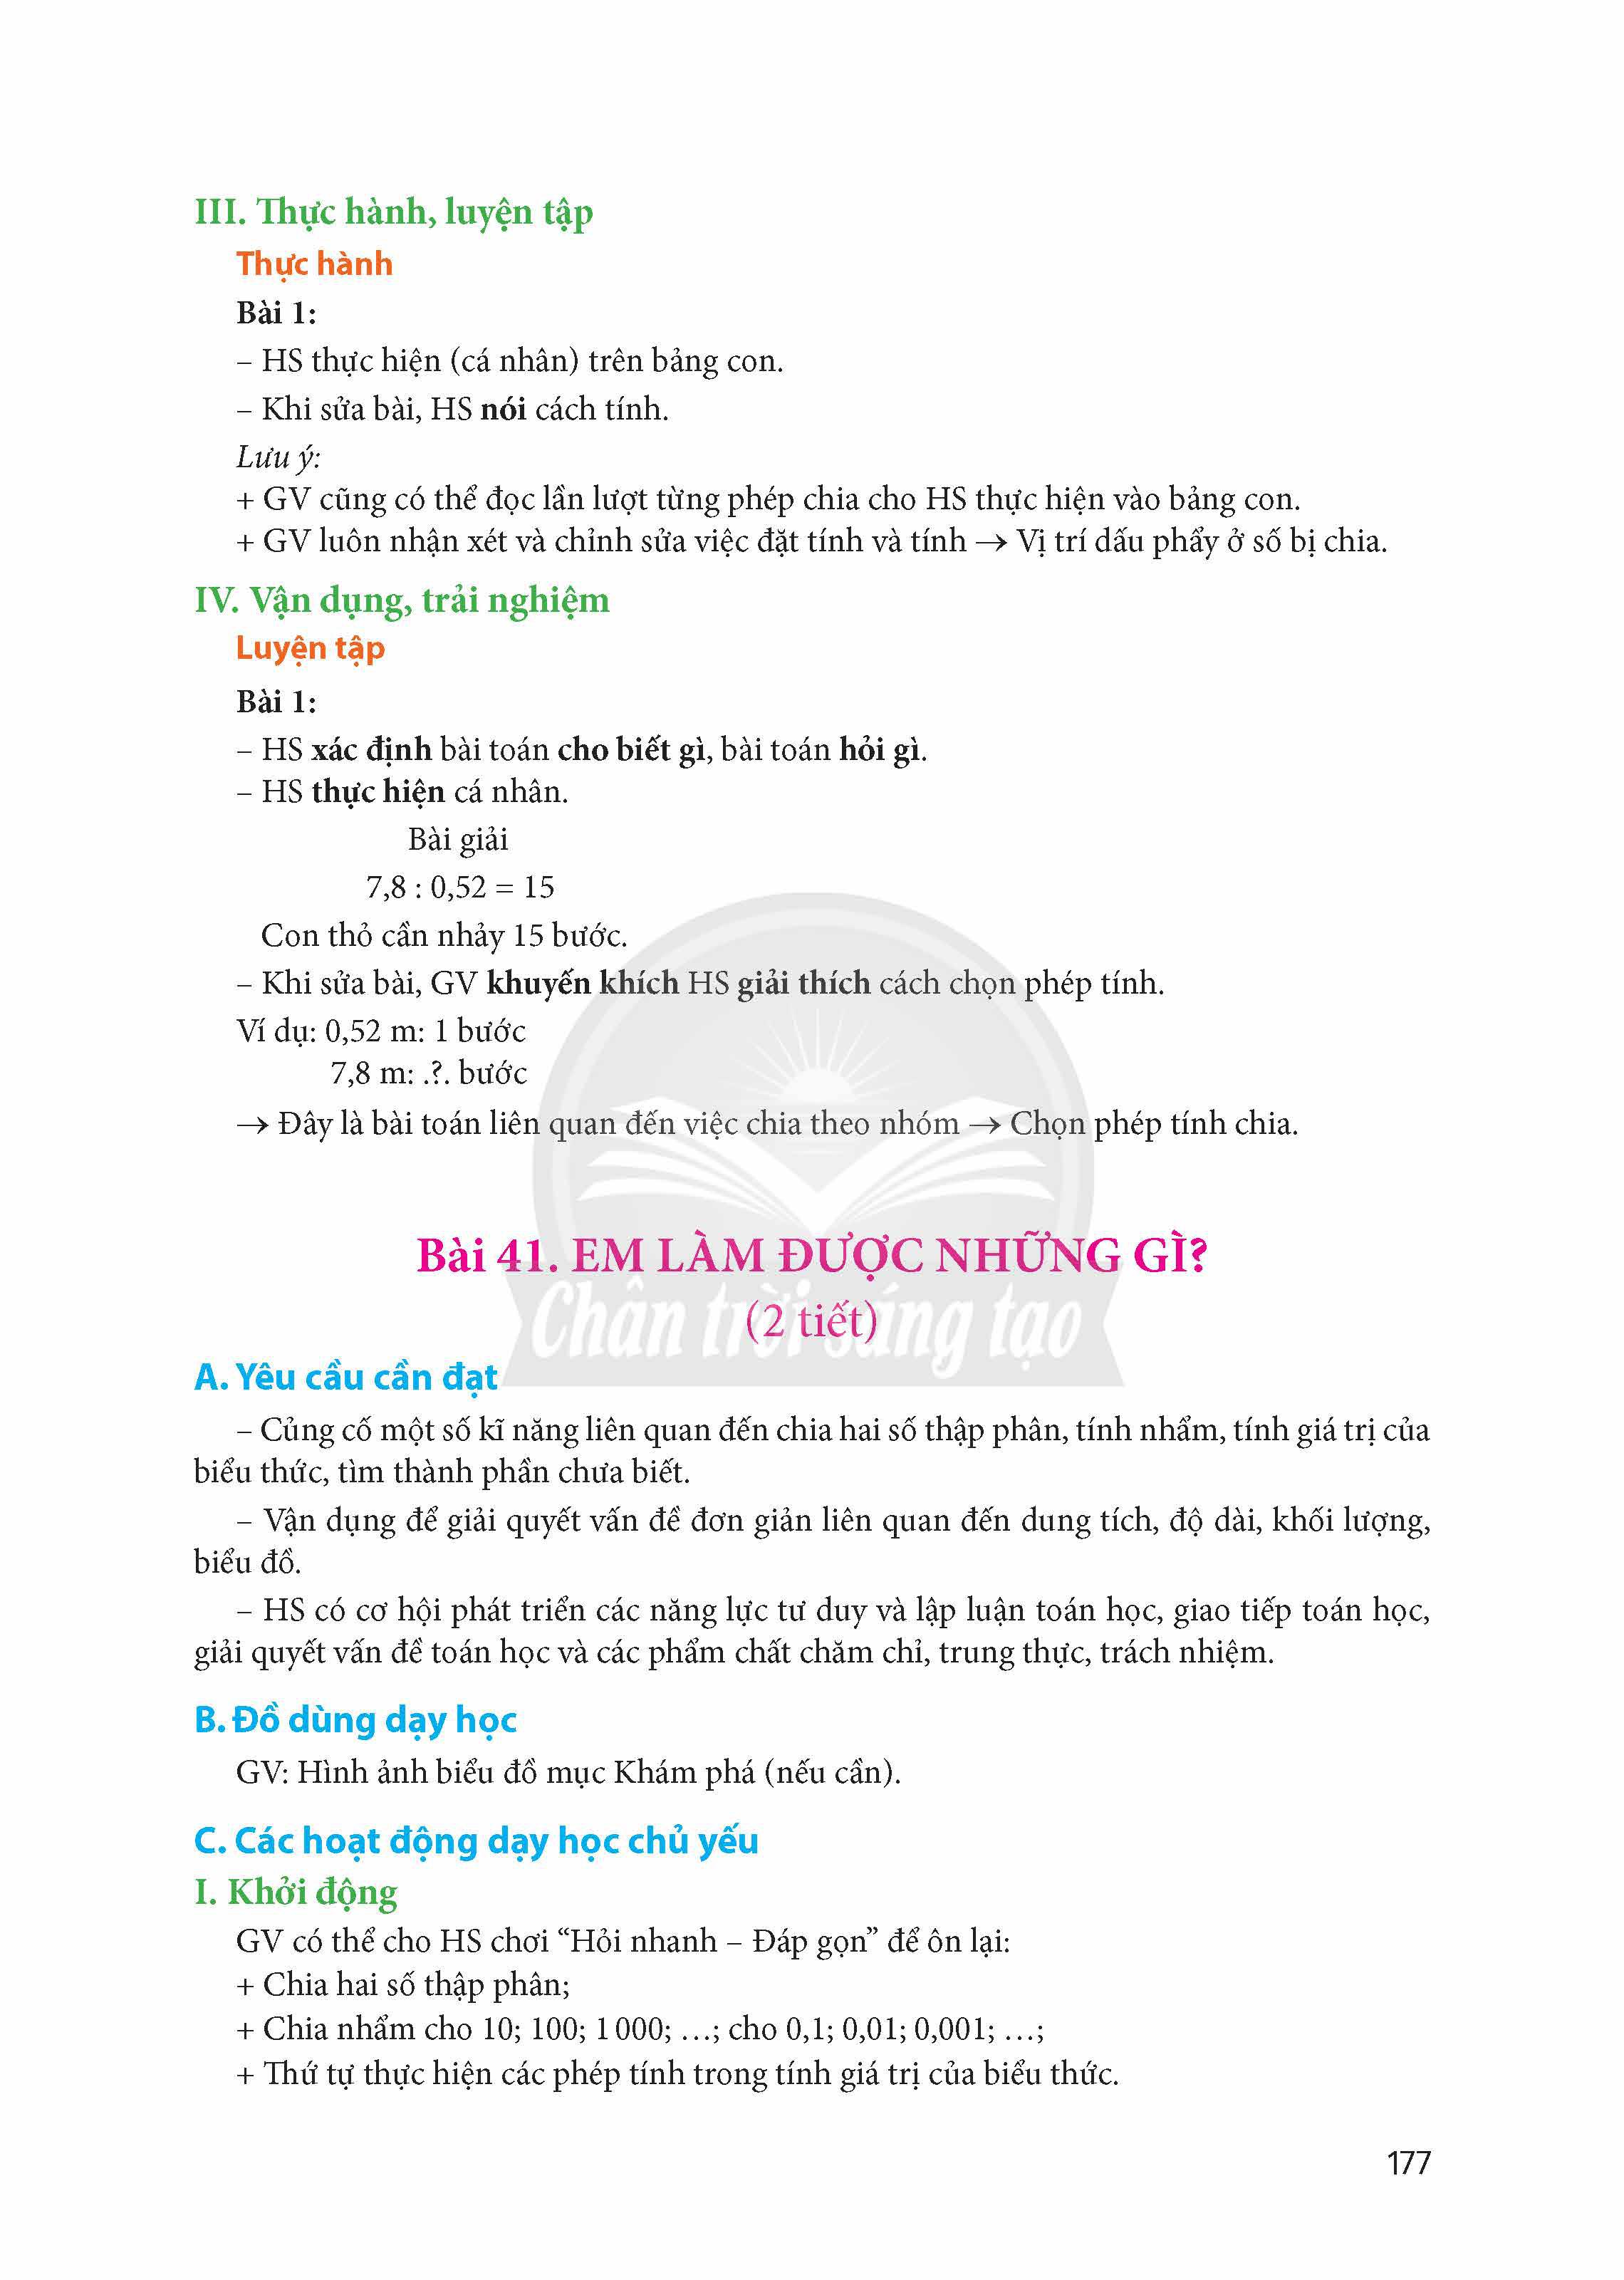 III. Thực hành, luyện tập
Thực hành
Bài 1:
– HS thực hiện (cá nhân) trên bảng con.
– Khi sửa bài, HS nói cách tính.
Lưu ý:
+ GV cũng có thể đọc lần lượt từng phép chia cho HS thực hiện vào bảng con.
+ GV luôn nhận xét và chỉnh sửa việc đặt tính và tính → Vị trí dấu phẩy ở số bị chia.
IV. Vận dụng, trải nghiệm
Luyện tập
Bài 1:
– HS xác định bài toán cho biết gì, bài toán hỏi gì.
– HS thực hiện cá nhân.
Bài giải
7,8 : 0,52 = 15
Con thỏ cần nhảy 15 bước.
– Khi sửa bài, GV khuyến khích HS giải thích cách chọn phép tính.
Ví dụ: 0,52 m: 1 bước
7,8 m: .?. bước
→ Đây là bài toán liên quan đến việc chia theo nhóm → Chọn phép tính chia.
Bài 41. EM LÀM ĐƯỢC NHỮNG GÌ?
(2 tiết)
Chân trời sáng tạo
A. Yêu cầu cần đạt
– Củng cố một số kĩ năng liên quan đến chia hai số thập phân, tính nhẩm, tính giá trị của
biểu thức, tìm thành phần chưa biết.
– Vận dụng để giải quyết vấn đề đơn giản liên quan đến dung tích, độ dài, khối lượng,
biểu đồ.
– HS có cơ hội phát triển các năng lực tư duy và lập luận toán học, giao tiếp toán học,
giải quyết vấn đề toán học và các phẩm chất chăm chỉ, trung thực, trách nhiệm.
B. Đồ dùng dạy học
GV: Hình ảnh biểu đồ mục Khám phá (nếu cần).
C. Các hoạt động dạy học chủ yếu
I. Khởi động
GV có thể cho HS chơi “Hỏi nhanh – Đáp gọn” để ôn lại:
+ Chia hai số thập phân;
+ Chia nhẩm cho 10; 100; 1 000; …; cho 0,1; 0,01; 0,001; …;
+ Thứ tự thực hiện các phép tính trong tính giá trị của biểu thức.
177